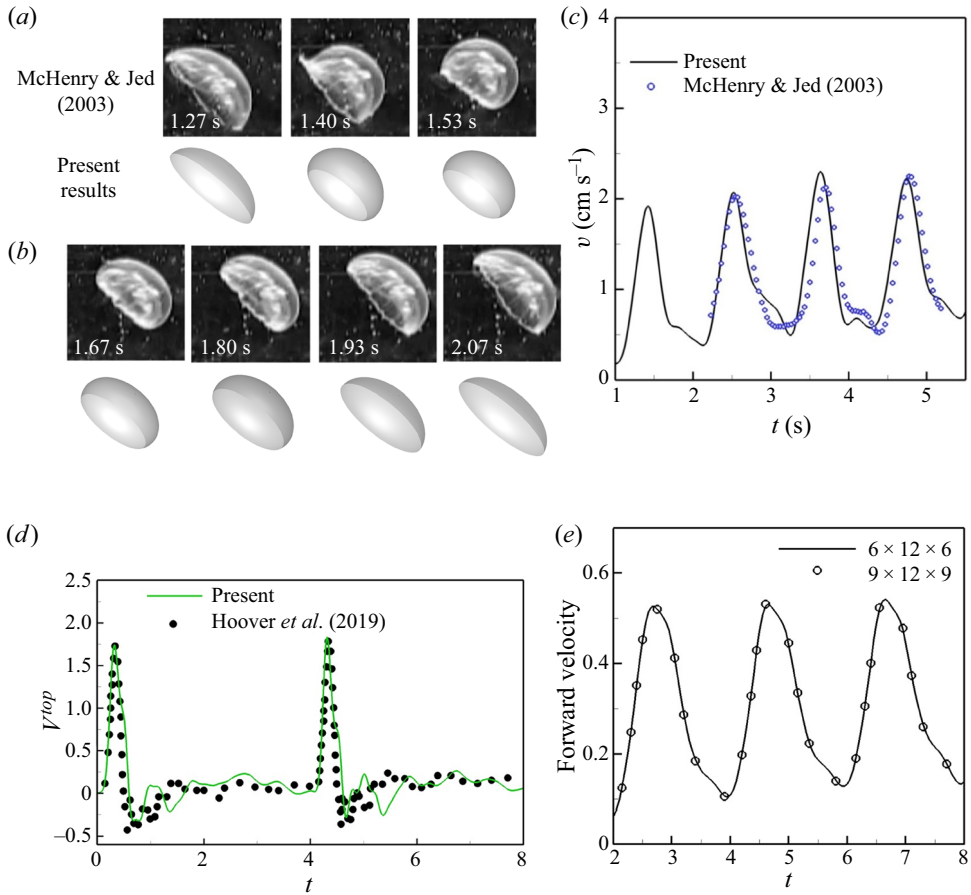 (a)
McHenry & Jed
(2003)
1.27 s
1.40 s
1.53 s
Present
results
(b)
1.67 s
1.80 s
1.93 s
2.07 s
(c)
4
3
2
1
0
v (cm s–1)
Present
McHenry & Jed (2003)
1
2
3
4
5
t (s)
(d)
2.5
2.0
1.5
1.0
0.5
0
–0.5
V^top
Present
Hoover et al. (2019)
0
2
4
6
8
t
(e)
0.6
0.4
0.2
0
Forward velocity
6 × 12 × 6
9 × 12 × 9
2
3
4
5
6
7
8
t